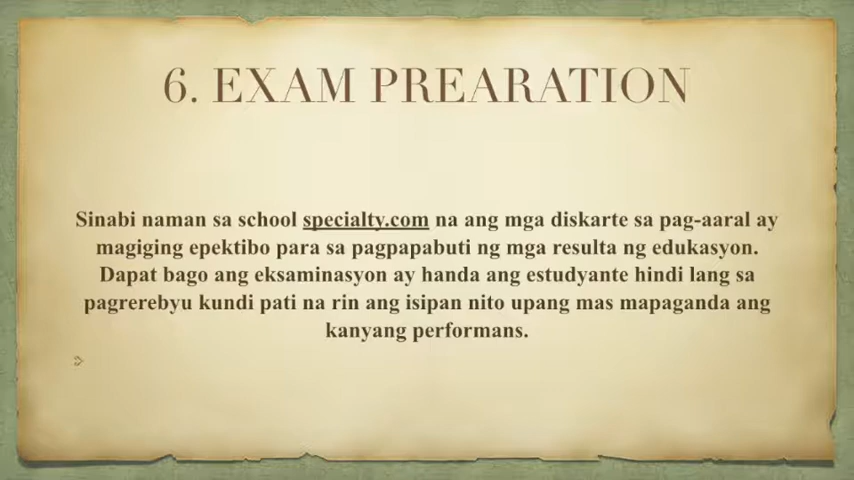 6. EXAM PREARATION
Sinabi naman sa school specialty.com na ang mga diskarte sa pag-aaral ay
magiging epektibo para sa pagpapabuti ng mga resulta ng edukasyon.
Dapat bago ang eksaminasyon ay handa ang estudyante hindi lang sa
pagrerebyu kundi pati na rin ang isipan nito upang mas mapaganda ang
kanyang performans.